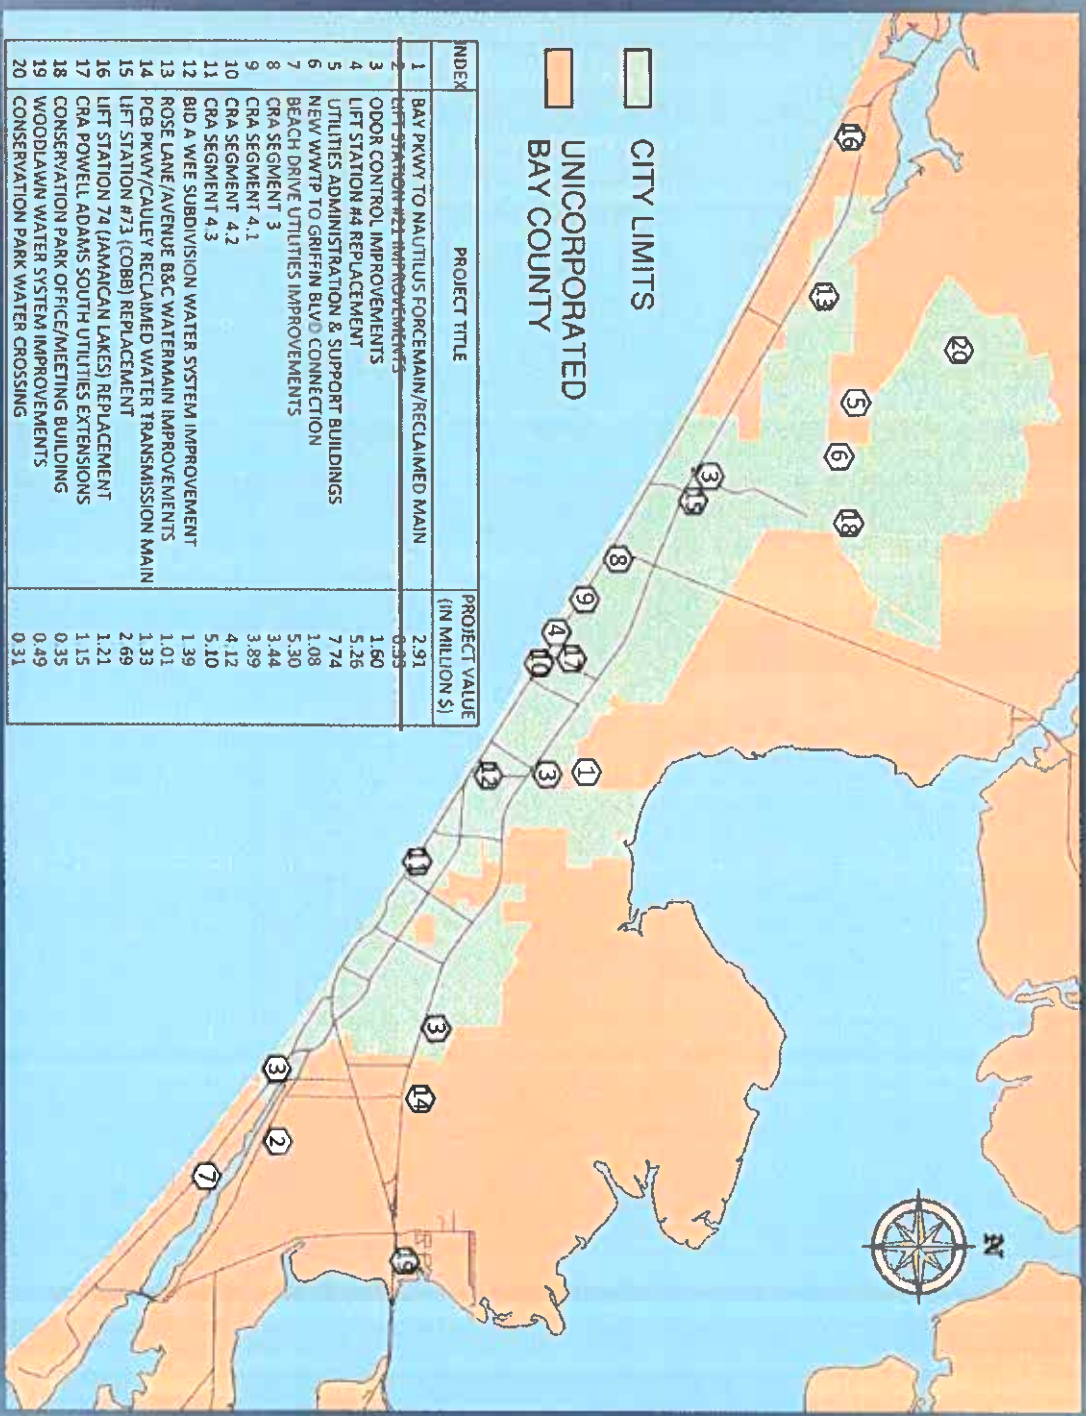 N
16
13
20
5
6
18
3
15
8
9
4
17
10
1
3
12
11
3
14
3
2
7
19
CITY LIMITS
UNICORPORATED
BAY COUNTY
INDEX PROJECT TITLE PROJECT VALUE
(IN MILLION $)
1 BAY PKWY TO NAUTILUS FORCEMAIN/RECLAIMED MAIN 2.91
2 LIFT STATION #21 IMPROVEMENTS
3 ODOR CONTROL IMPROVEMENTS 1.60
4 LIFT STATION #4 REPLACEMENT 5.26
5 UTILITIES ADMINISTRATION & SUPPORT BUILDINGS 7.74
6 NEW WWTP TO GRIFFIN BLVD CONNECTION 1.08
7 BEACH DRIVE UTILITIES IMPROVEMENTS 5.30
8 CRA SEGMENT 3 3.44
9 CRA SEGMENT 4.1 3.89
10 CRA SEGMENT 4.2 4.12
11 CRA SEGMENT 4.3 5.10
12 BID A WEE SUBDIVISION WATER SYSTEM IMPROVEMENT 1.39
13 ROSE LANE/AVENUE B&C WATERMAIN IMPROVEMENTS 1.01
14 PCB PKWY/CAULEY RECLAIMED WATER TRANSMISSION MAIN 1.33
15 LIFT STATION #73 (COBB) REPLACEMENT 2.69
16 LIFT STATION 74 (JAMAICAN LAKES) REPLACEMENT 1.21
17 CRA POWELL ADAMS SOUTH UTILITIES EXTENSIONS 1.15
18 CONSERVATION PARK OFFICE/MEETING BUILDING 0.35
19 WOODLAWN WATER SYSTEM IMPROVEMENTS 0.49
20 CONSERVATION PARK WATER CROSSING 0.31